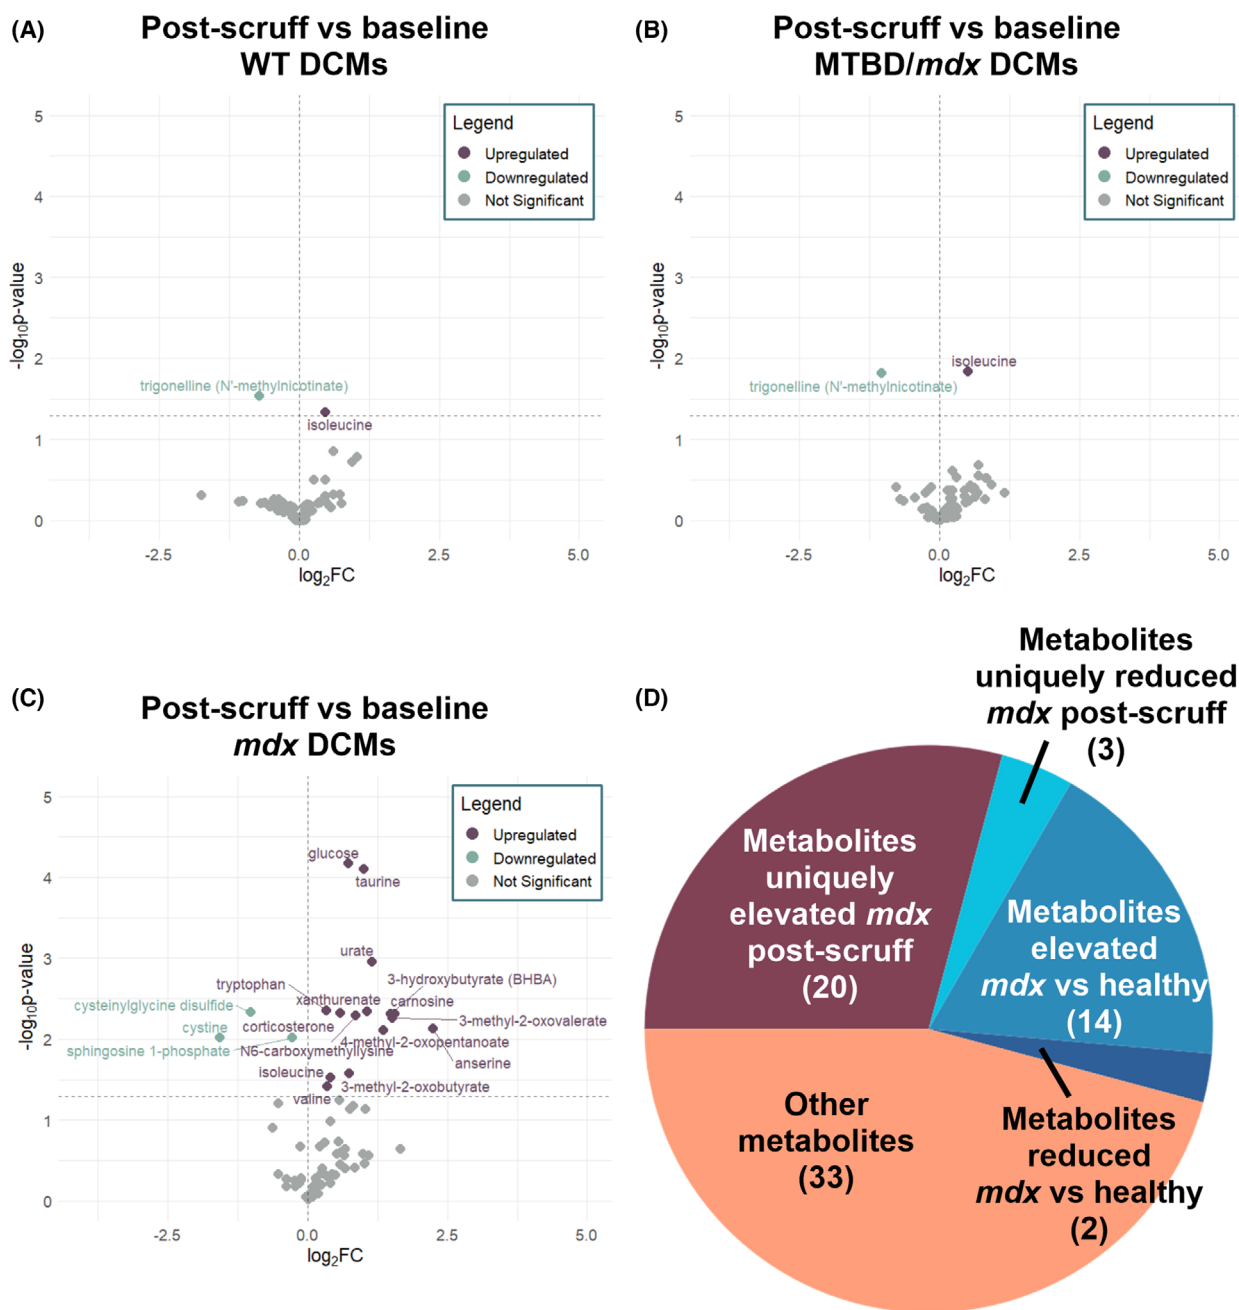 (A)
Post-scruff vs baseline
WT DCMs
Legend
Upregulated
Downregulated
Not Significant
-log10p-value
5
4
3
2
1
0
trigonelline (N'-methylnicotinate)
isoleucine
-2.5
0.0
2.5
5.0
log2FC
(B)
Post-scruff vs baseline
MTBD/mdx DCMs
Legend
Upregulated
Downregulated
Not Significant
-log10p-value
5
4
3
2
1
0
isoleucine
trigonelline (N'-methylnicotinate)
-2.5
0.0
2.5
5.0
log2FC
(C)
Post-scruff vs baseline
mdx DCMs
Legend
Upregulated
Downregulated
Not Significant
-log10p-value
5
4
3
2
1
0
glucose
taurine
urate
3-hydroxybutyrate (BHBA)
tryptophan
xanthurenate
carnosine
cysteinylglycine disulfide
3-methyl-2-oxovalerate
cystine
corticosterone
4-methyl-2-oxopentanoate
sphingosine 1-phosphate
N6-carboxymethyllysine
anserine
isoleucine
3-methyl-2-oxobutyrate
valine
-2.5
0.0
2.5
5.0
log2FC
(D)
Metabolites
uniquely reduced
mdx post-scruff
(3)
Metabolites
uniquely
elevated mdx
post-scruff
(20)
Metabolites
elevated
mdx vs healthy
(14)
Other
metabolites
(33)
Metabolites
reduced
mdx vs healthy
(2)